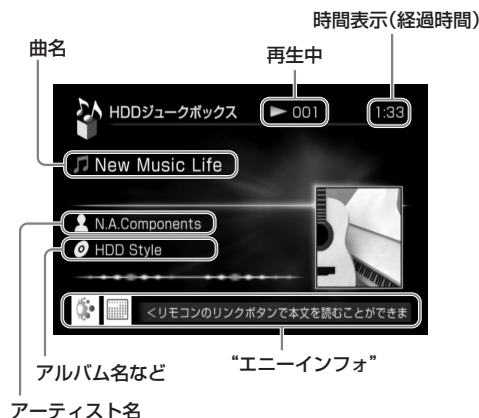 時間表示(経過時間)
曲名
再生中
HDDジュークボックス ▶ 001 1:33
New Music Life
N.A.Components
HDD Style
<リモコンのリンクボタンで本文を読むことができま
アルバム名など
“エニーインフォ”
アーティスト名